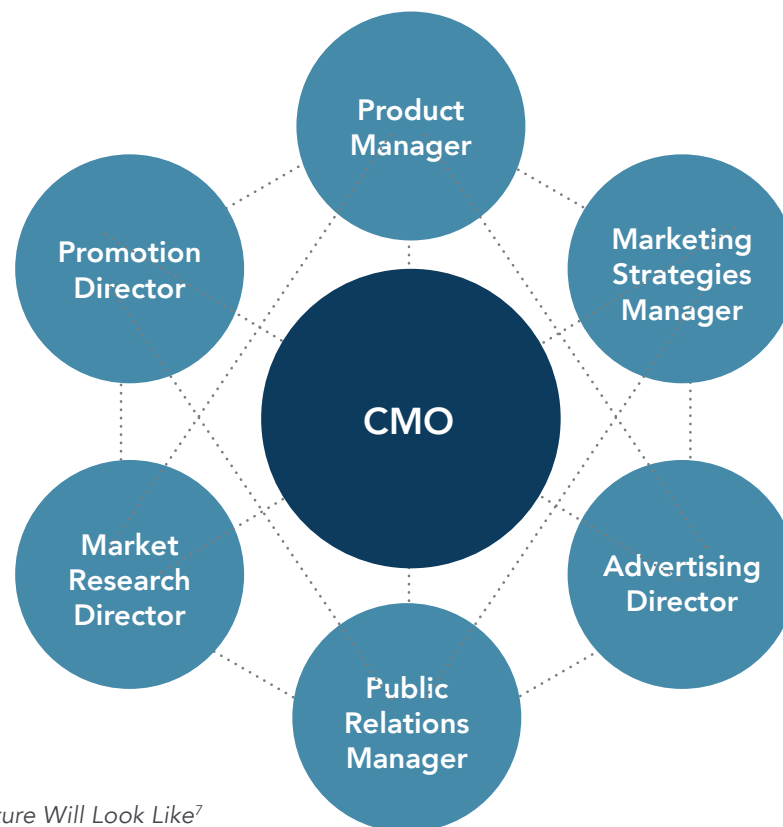 Product
Manager
Promotion
Director
Marketing
Strategies
Manager
CMO
Market
Research
Director
Advertising
Director
Public
Relations
Manager
ture Will Look Like7